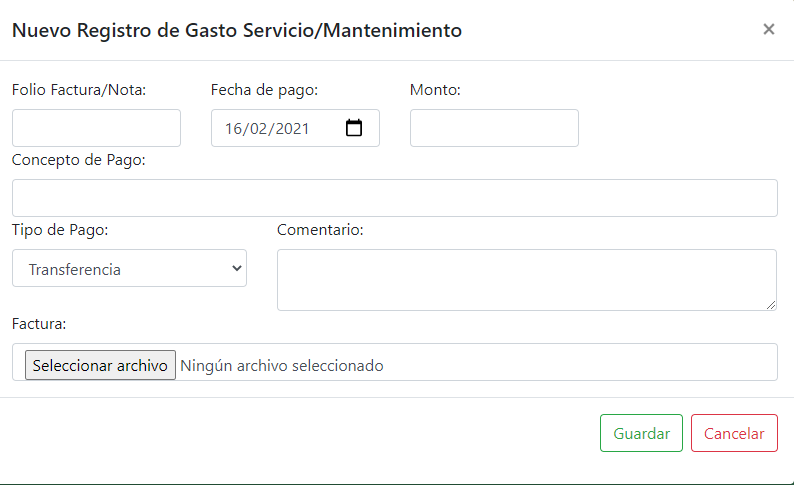 Nuevo Registro de Gasto Servicio/Mantenimiento ×
Folio Factura/Nota: Fecha de pago: Monto:
16/02/2021
Concepto de Pago:
Tipo de Pago: Comentario:
Transferencia
Factura:
Seleccionar archivo Ningún archivo seleccionado
Guardar Cancelar